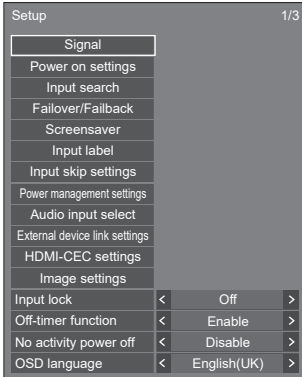 Setup 1/3
Signal
Power on settings
Input search
Failover/Failback
Screensaver
Input label
Input skip settings
Power management settings
Audio input select
External device link settings
HDMI-CEC settings
Image settings
Input lock < Off >
Off-timer function < Enable >
No activity power off < Disable >
OSD language < English(UK) >